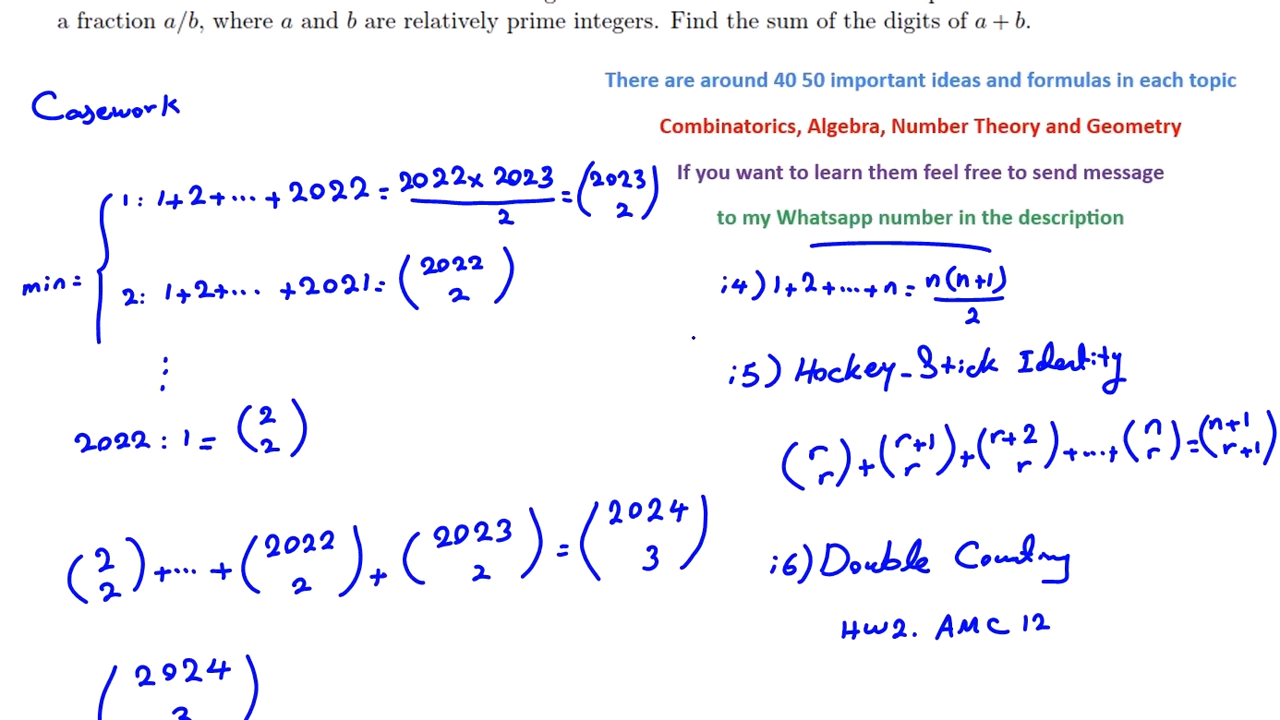 a fraction a/b, where a and b are relatively prime integers. Find the sum of the digits of a + b.
There are around 40 50 important ideas and formulas in each topic
Combinatorics, Algebra, Number Theory and Geometry
If you want to learn them feel free to send message
to my Whatsapp number in the description
Casework
min = { 1: 1+2+...+2022 = 2022×2023/2 = (2023 2)
2: 1+2+... +2021 = (2022 2)
⋮
2022 : 1 = (2 2)
(2 2) + ... + (2022 2) + (2023 2) = (2024 3)
(2024 3)
i4) 1+2+...+n = n(n+1)/2
i5) Hockey-Stick Identity
(r r) + (r+1 r) + (r+2 r) + ... + (n r) = (n+1 r+1)
i6) Double Counting
HW2. AMC 12